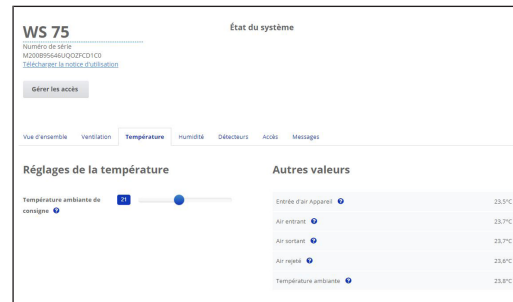 WS 75
État du système
Numéro de série
M200B95646UQOZFCD1C0
Télécharger la notice d'utilisation
Gérer les accès
Vue d'ensemble Ventilation Température Humidité Détecteurs Accès Messages
Réglages de la température
Autres valeurs
Température ambiante de
consigne
21
Entrée d'air Appareil 23,5°C
Air entrant 23,7°C
Air sortant 23,7°C
Air rejeté 23,6°C
Température ambiante 23,8°C